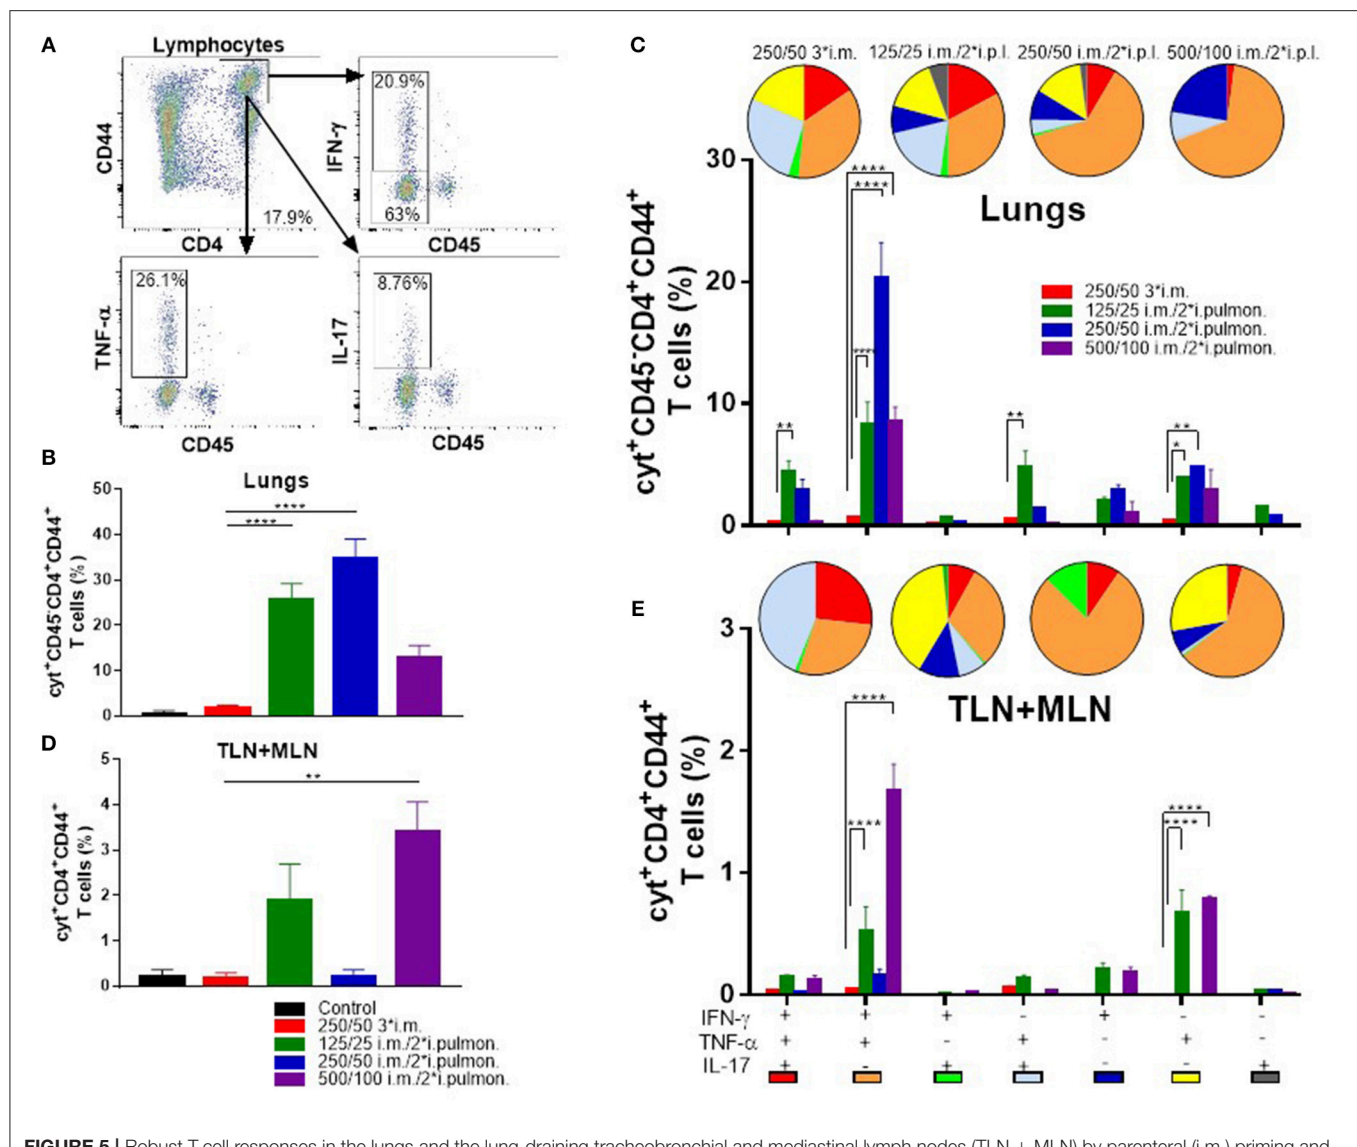 A
Lymphocytes
CD44
CD4
17.9%
20.9%
63%
IFN-γ
CD45
26.1%
TNF-α
CD45
8.76%
IL-17
CD45
B
Lungs
cyt+CD45-CD4+CD44+
T cells (%)
50
40
30
20
10
0
****
****
D
TLN+MLN
cyt+CD4+CD44+
T cells (%)
5
4
3
2
1
0
**
Control
250/50 3*i.m.
125/25 i.m./2*i.pulmon.
250/50 i.m./2*i.pulmon.
500/100 i.m./2*i.pulmon.
C
250/50 3*i.m.
125/25 i.m./2*i.p.l.
250/50 i.m./2*i.p.l.
500/100 i.m./2*i.p.l.
Lungs
cyt+CD45-CD4+CD44+
T cells (%)
30
20
10
0
250/50 3*i.m.
125/25 i.m./2*i.pulmon.
250/50 i.m./2*i.pulmon.
500/100 i.m./2*i.pulmon.
**
****
****
****
**
**
*
E
TLN+MLN
cyt+CD4+CD44+
T cells (%)
3
2
1
0
****
****
****
****
IFN-γ + + + - + - -
TNF-α + + - + - + -
IL-17 + - + + - - +
FIGURE 5 | Robust T cell responses in the lungs and the lung-draining tracheobronchial and mediastinal lymph nodes (TLN + MLN) by parenteral (i.m.) priming and